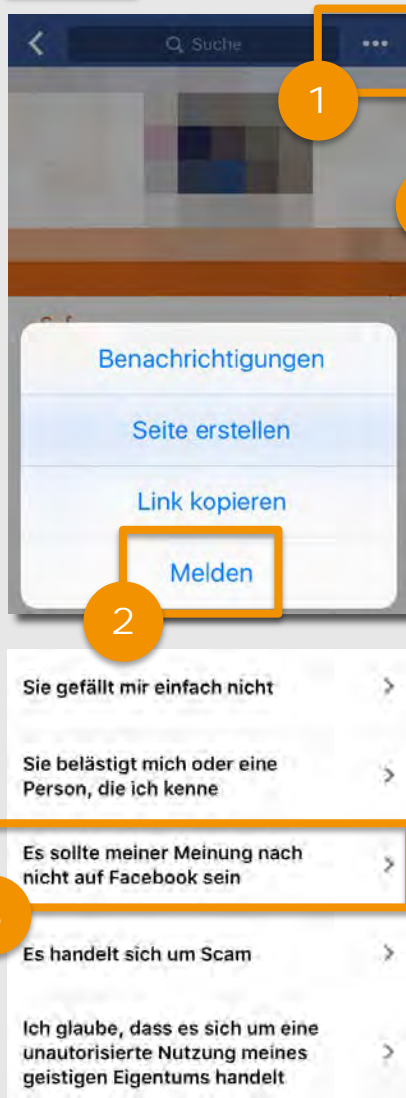 Suche
1
Benachrichtigungen
Seite erstellen
Link kopieren
Melden
2
Sie gefällt mir einfach nicht
Sie belästigt mich oder eine
Person, die ich kenne
Es sollte meiner Meinung nach
nicht auf Facebook sein
Es handelt sich um Scam
Ich glaube, dass es sich um eine
unautorisierte Nutzung meines
geistigen Eigentums handelt